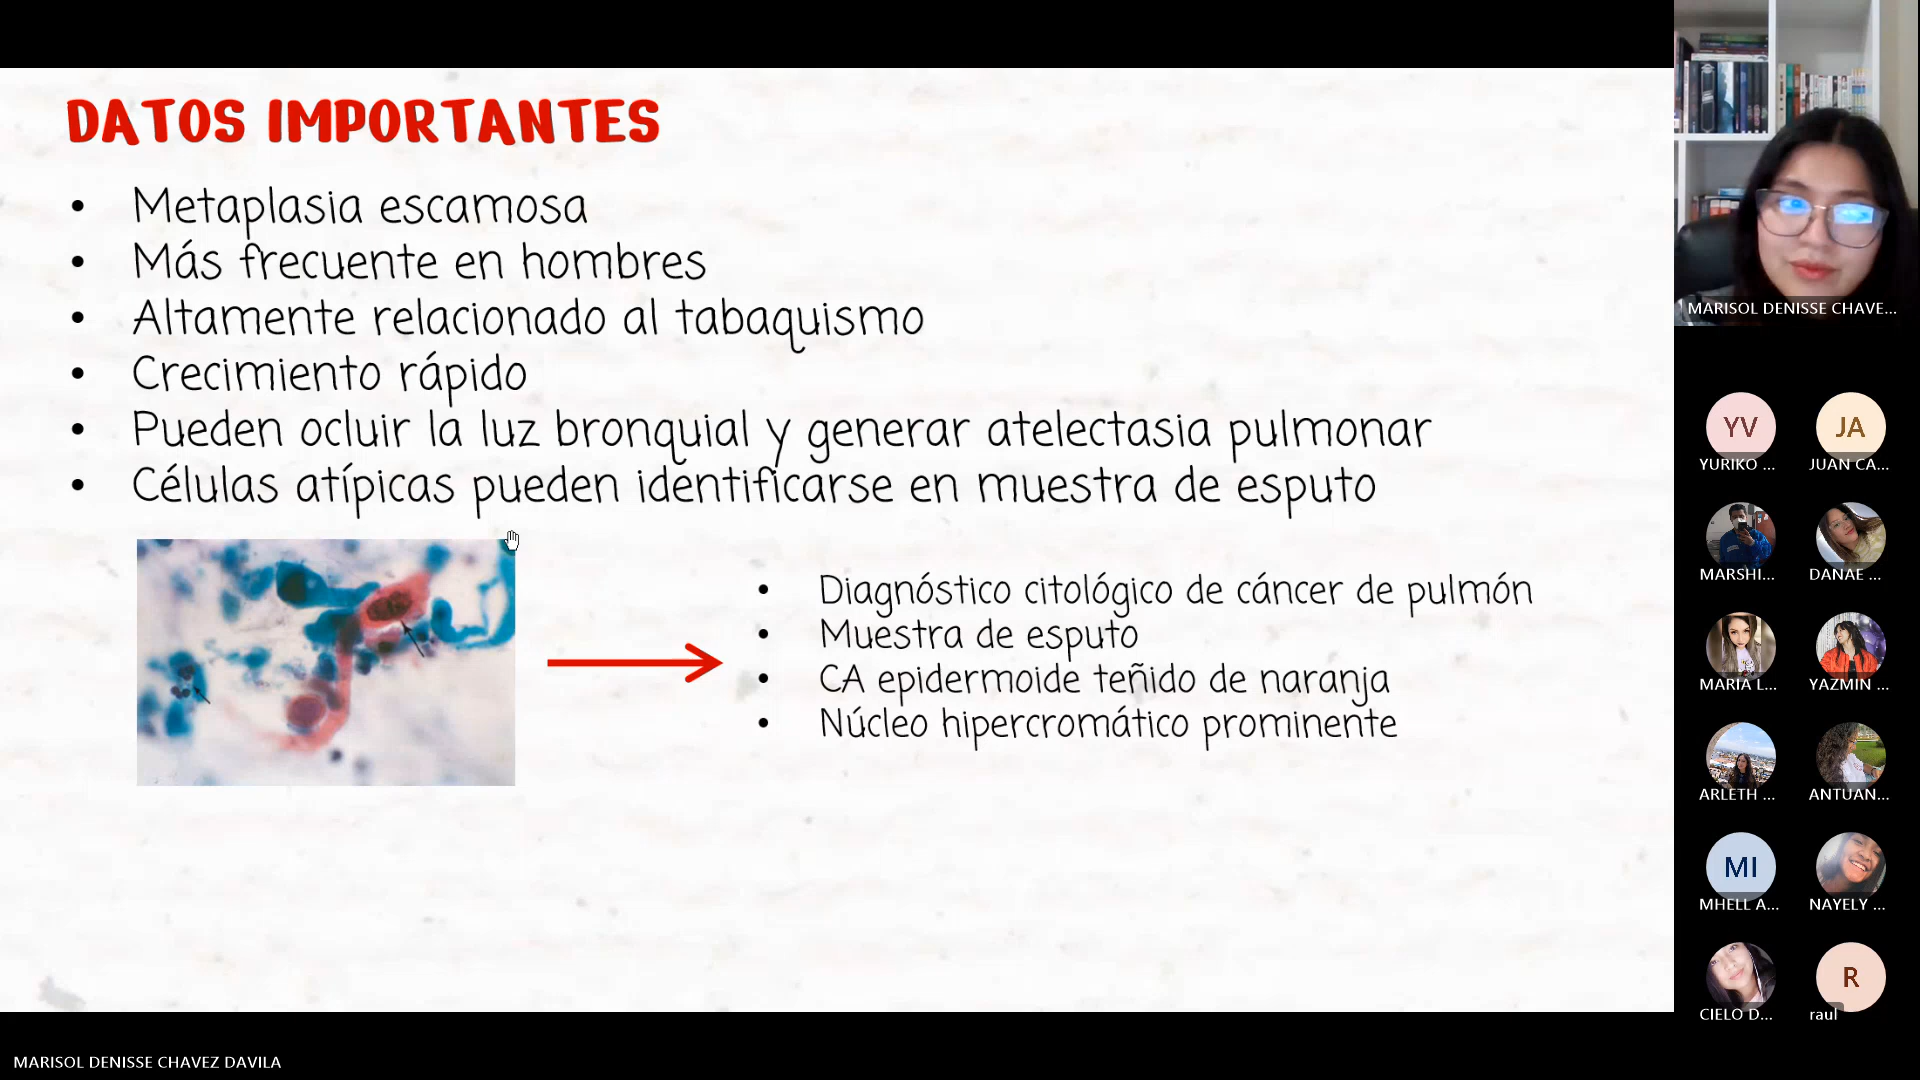 DATOS IMPORTANTES
• Metaplasia escamosa
• Más frecuente en hombres
• Altamente relacionado al tabaquismo
• Crecimiento rápido
• Pueden ocluir la luz bronquial y generar atelectasia pulmonar
• Células atípicas pueden identificarse en muestra de esputo
• Diagnóstico citológico de cáncer de pulmón
• Muestra de esputo
• CA epidermoide teñido de naranja
• Núcleo hipercromático prominente
MARISOL DENISSE CHAVE...
YV
JA
YURIKO ...
JUAN CA...
MARSHI...
DANAE ...
MARIA L...
YAZMIN ...
ARLETH ...
ANTUAN...
MI
MHELL A...
NAYELY ...
R
CIELO D...
raul
MARISOL DENISSE CHAVEZ DAVILA